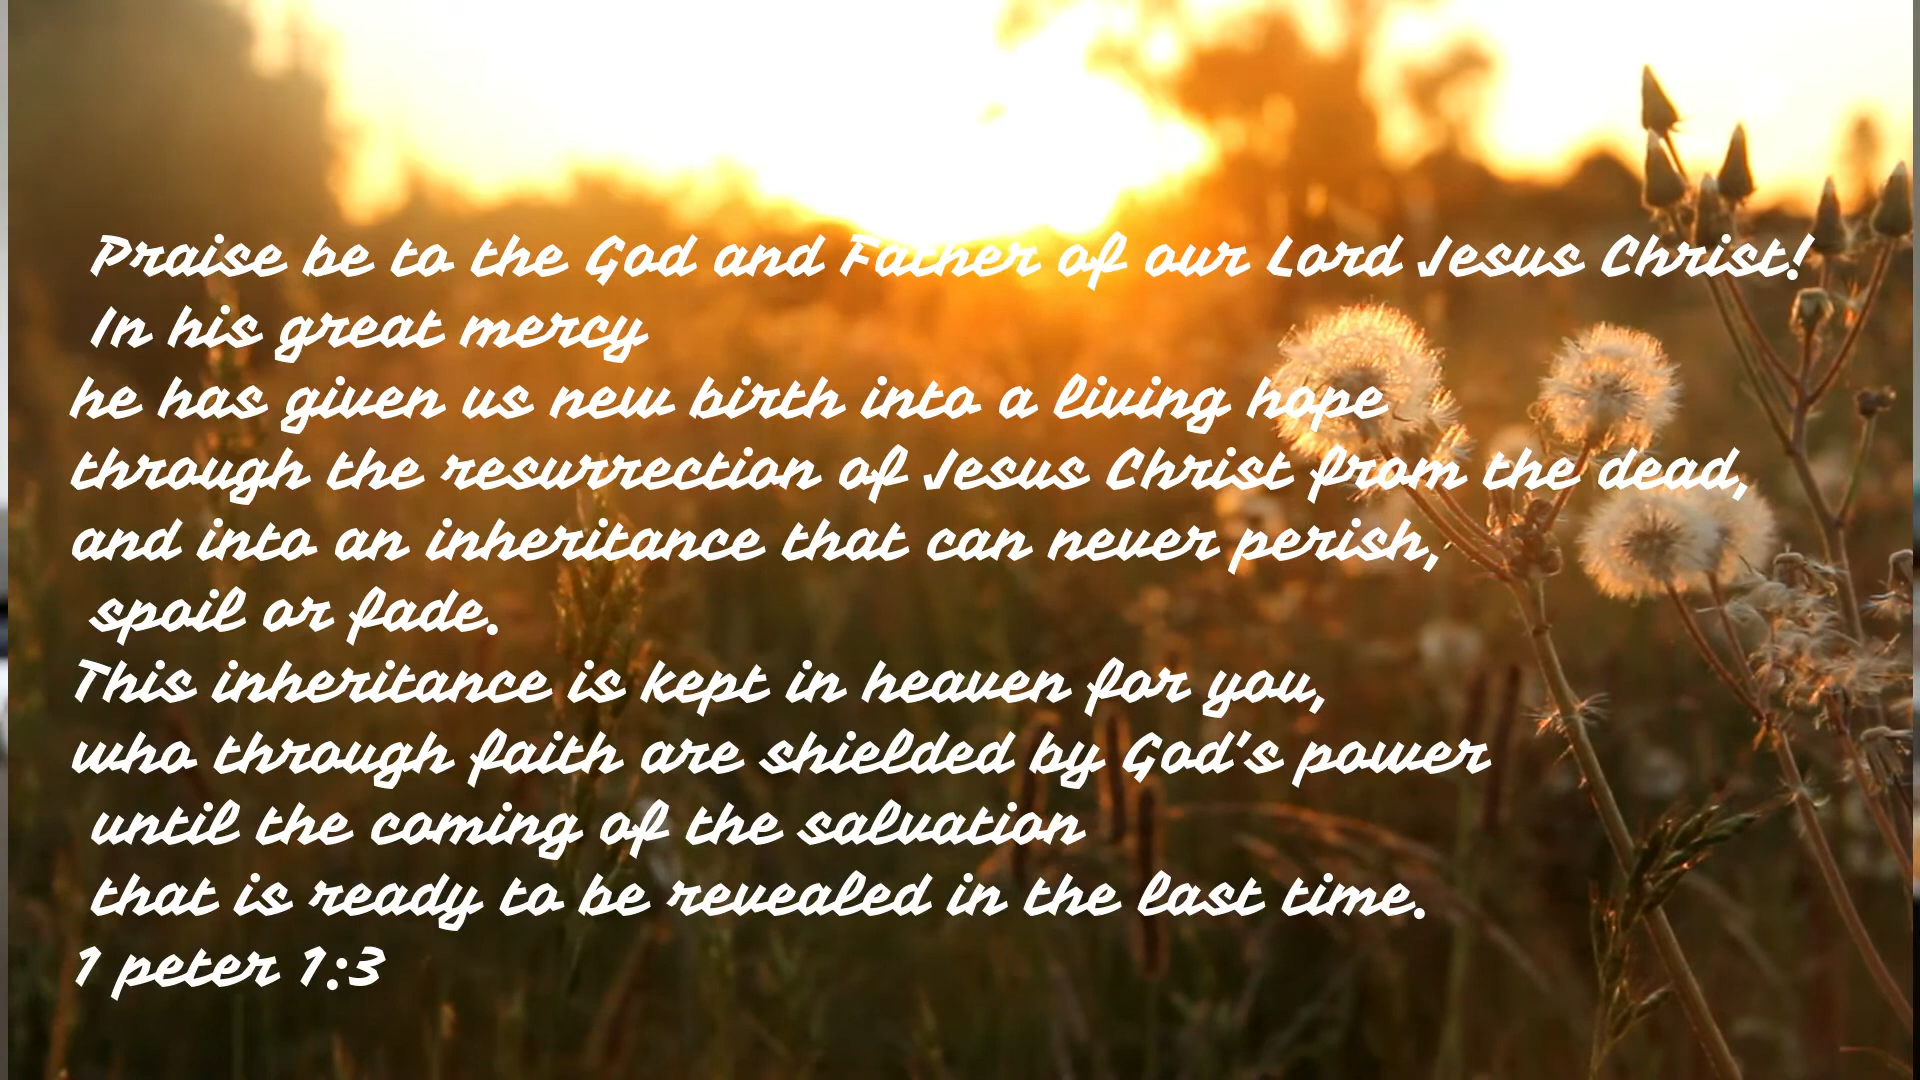 Praise be to the God and Father of our Lord Jesus Christ!
In his great mercy
he has given us new birth into a living hope
through the resurrection of Jesus Christ from the dead,
and into an inheritance that can never perish,
spoil or fade.
This inheritance is kept in heaven for you,
who through faith are shielded by God's power
until the coming of the salvation
that is ready to be revealed in the last time.
1 peter 1:3